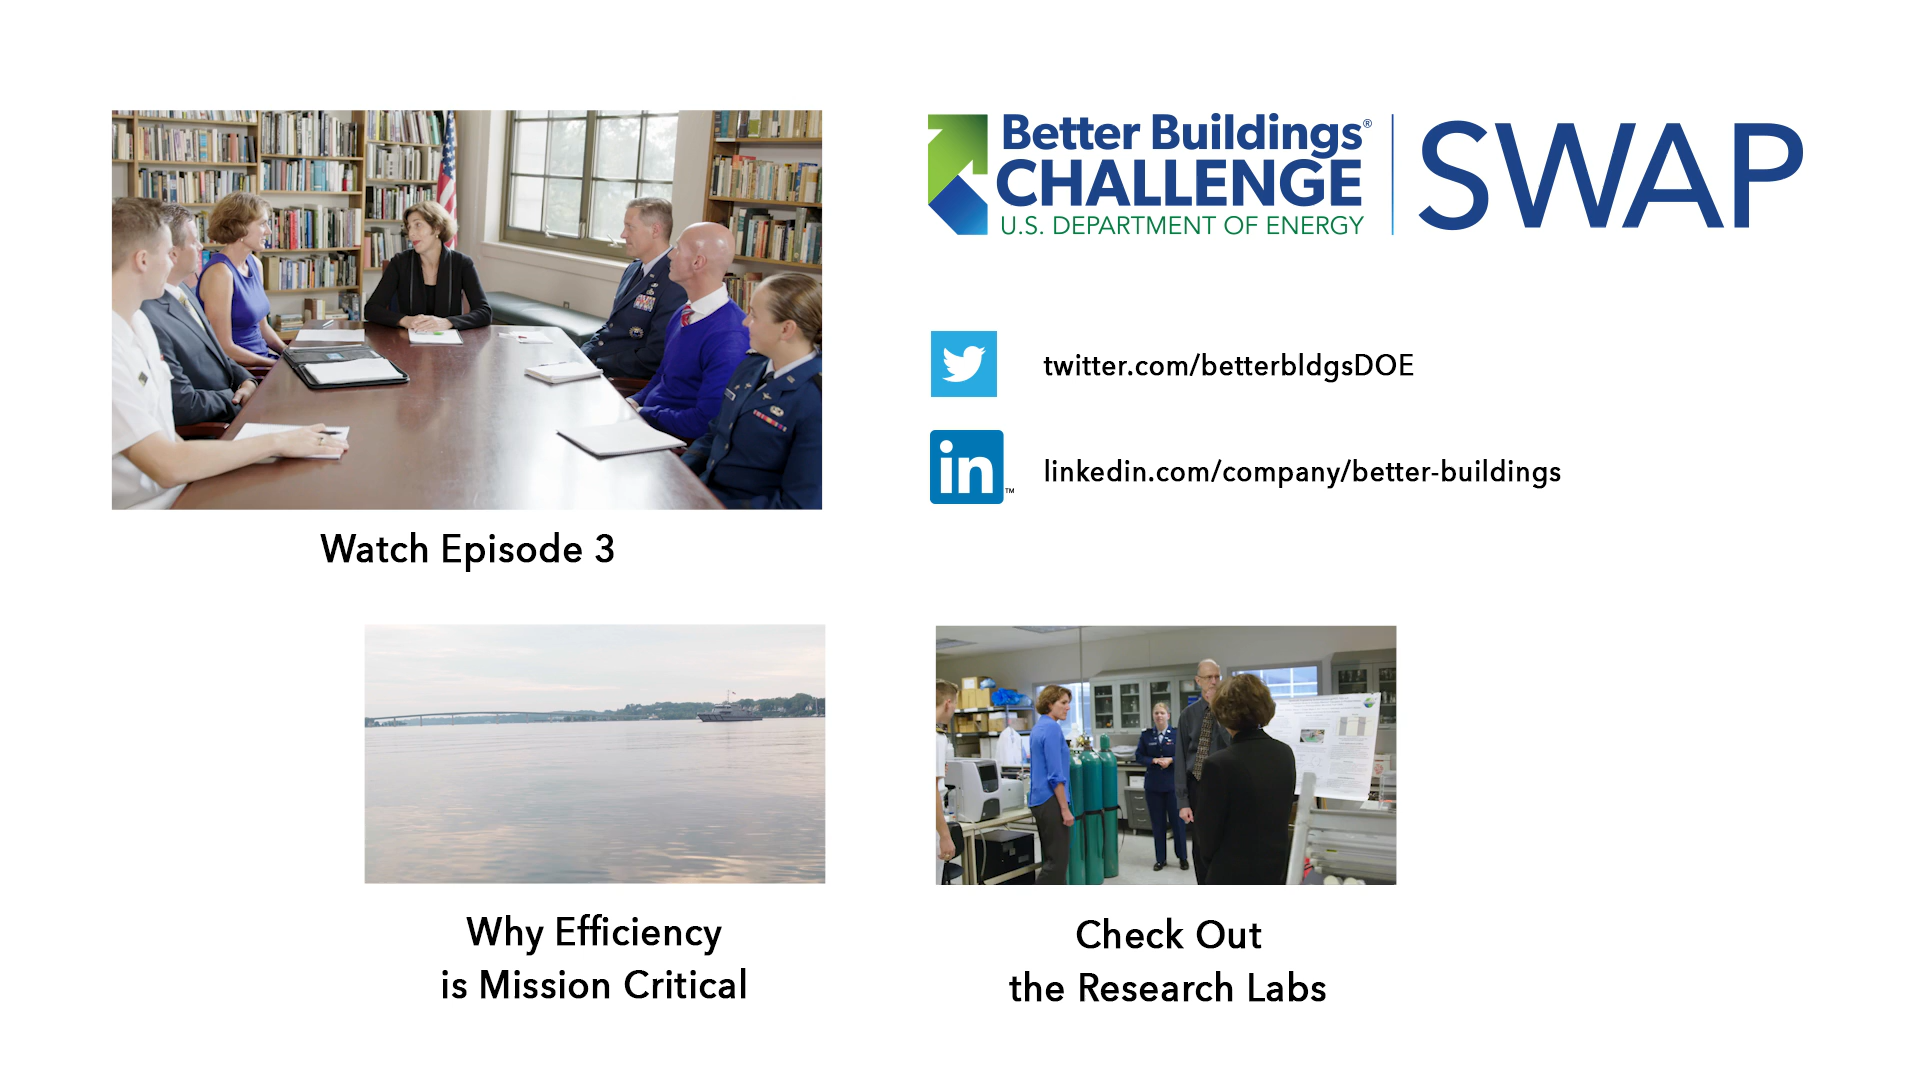 Better Buildings®
CHALLENGE
U.S. DEPARTMENT OF ENERGY
SWAP
twitter.com/betterbldgsDOE
in™
linkedin.com/company/better-buildings
Watch Episode 3
Why Efficiency
is Mission Critical
Check Out
the Research Labs